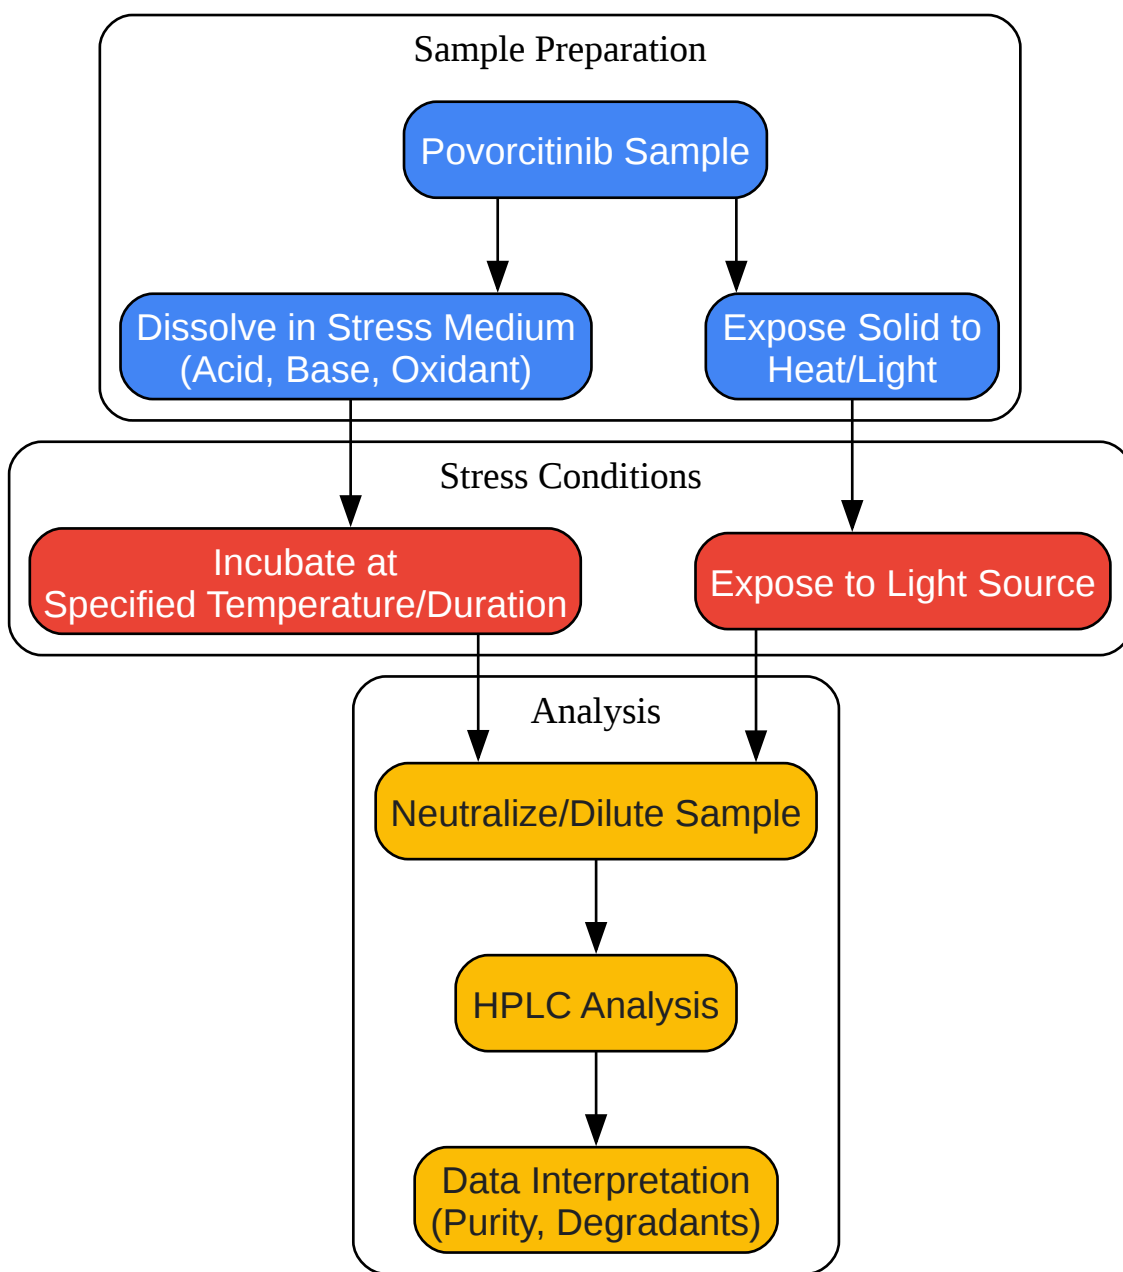 Sample Preparation
Povorcitinib Sample
Dissolve in Stress Medium
(Acid, Base, Oxidant)
Expose Solid to
Heat/Light
Stress Conditions
Incubate at
Specified Temperature/Duration
Expose to Light Source
Analysis
Neutralize/Dilute Sample
HPLC Analysis
Data Interpretation
(Purity, Degradants)